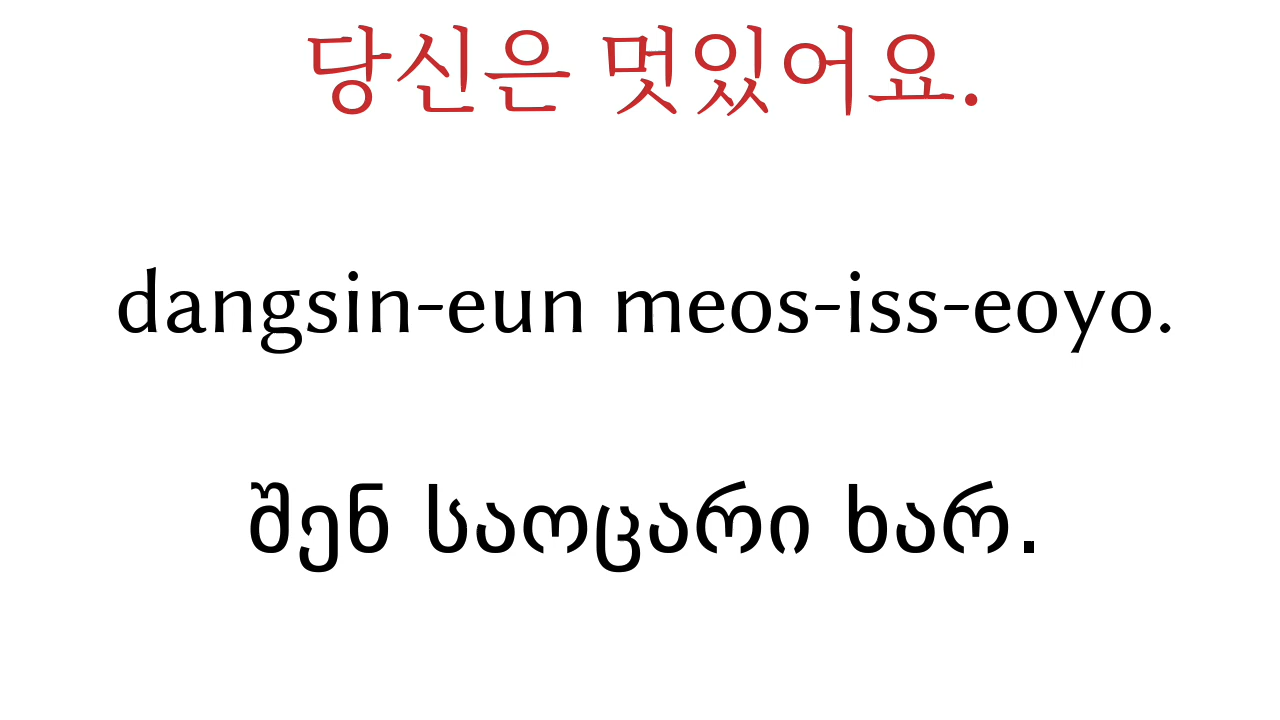 당신은 멋있어요.
dangsin-eun meos-iss-eoyo.
შენ საოცარი ხარ.